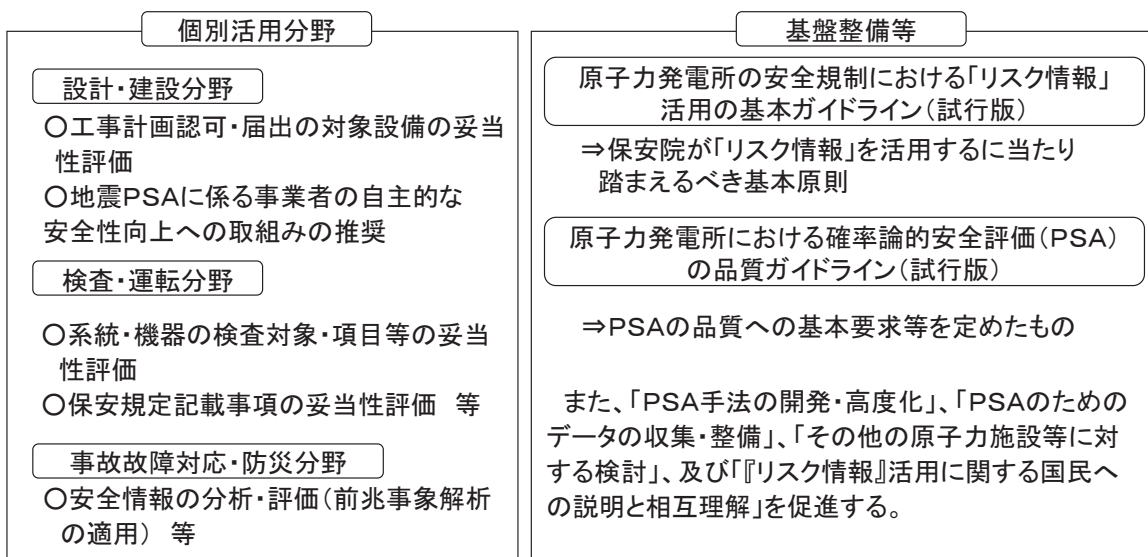 個別活用分野
設計・建設分野
○工事計画認可・届出の対象設備の妥当
性評価
○地震PSAに係る事業者の自主的な
安全性向上への取組みの推奨
検査・運転分野
○系統・機器の検査対象・項目等の妥当
性評価
○保安規定記載事項の妥当性評価 等
事故故障対応・防災分野
○安全情報の分析・評価(前兆事象解析
の適用) 等
基盤整備等
原子力発電所の安全規制における「リスク情報」
活用の基本ガイドライン(試行版)
⇒保安院が「リスク情報」を活用するに当たり
踏まえるべき基本原則
原子力発電所における確率論的安全評価(PSA)
の品質ガイドライン(試行版)
⇒PSAの品質への基本要求等を定めたもの
また、「PSA手法の開発・高度化」、「PSAのための
データの収集・整備」、「その他の原子力施設等に対
する検討」、及び「『リスク情報』活用に関する国民へ
の説明と相互理解」を促進する。